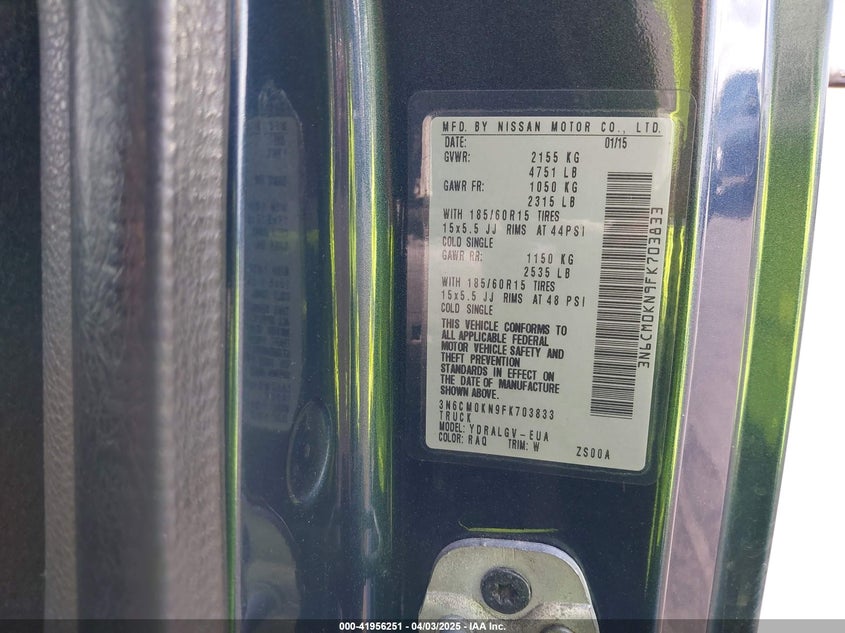 MFD. BY NISSAN MOTOR CO., LTD.
DATE: 01/15
GVWR: 2155 KG
4751 LB
GAWR FR: 1050 KG
2315 LB
WITH 185/60R15 TIRES
15x5.5 JJ RIMS AT 44PSI
COLD SINGLE
GAWR RR: 1150 KG
2535 LB
WITH 185/60R15 TIRES
15x5.5 JJ RIMS AT 48 PSI
COLD SINGLE
THIS VEHICLE CONFORMS TO
ALL APPLICABLE FEDERAL
MOTOR VEHICLE SAFETY AND
THEFT PREVENTION
STANDARDS IN EFFECT ON
THE DATE OF MANUFACTURE
SHOWN ABOVE.
3N6CM0KN9FK703833
TRUCK
MODEL: YDRALGV-EUA
COLOR: RAQ TRIM: W ZS00A
3N6CM0KN9FK703833
000-41956251 - 04/03/2025 - IAA Inc.